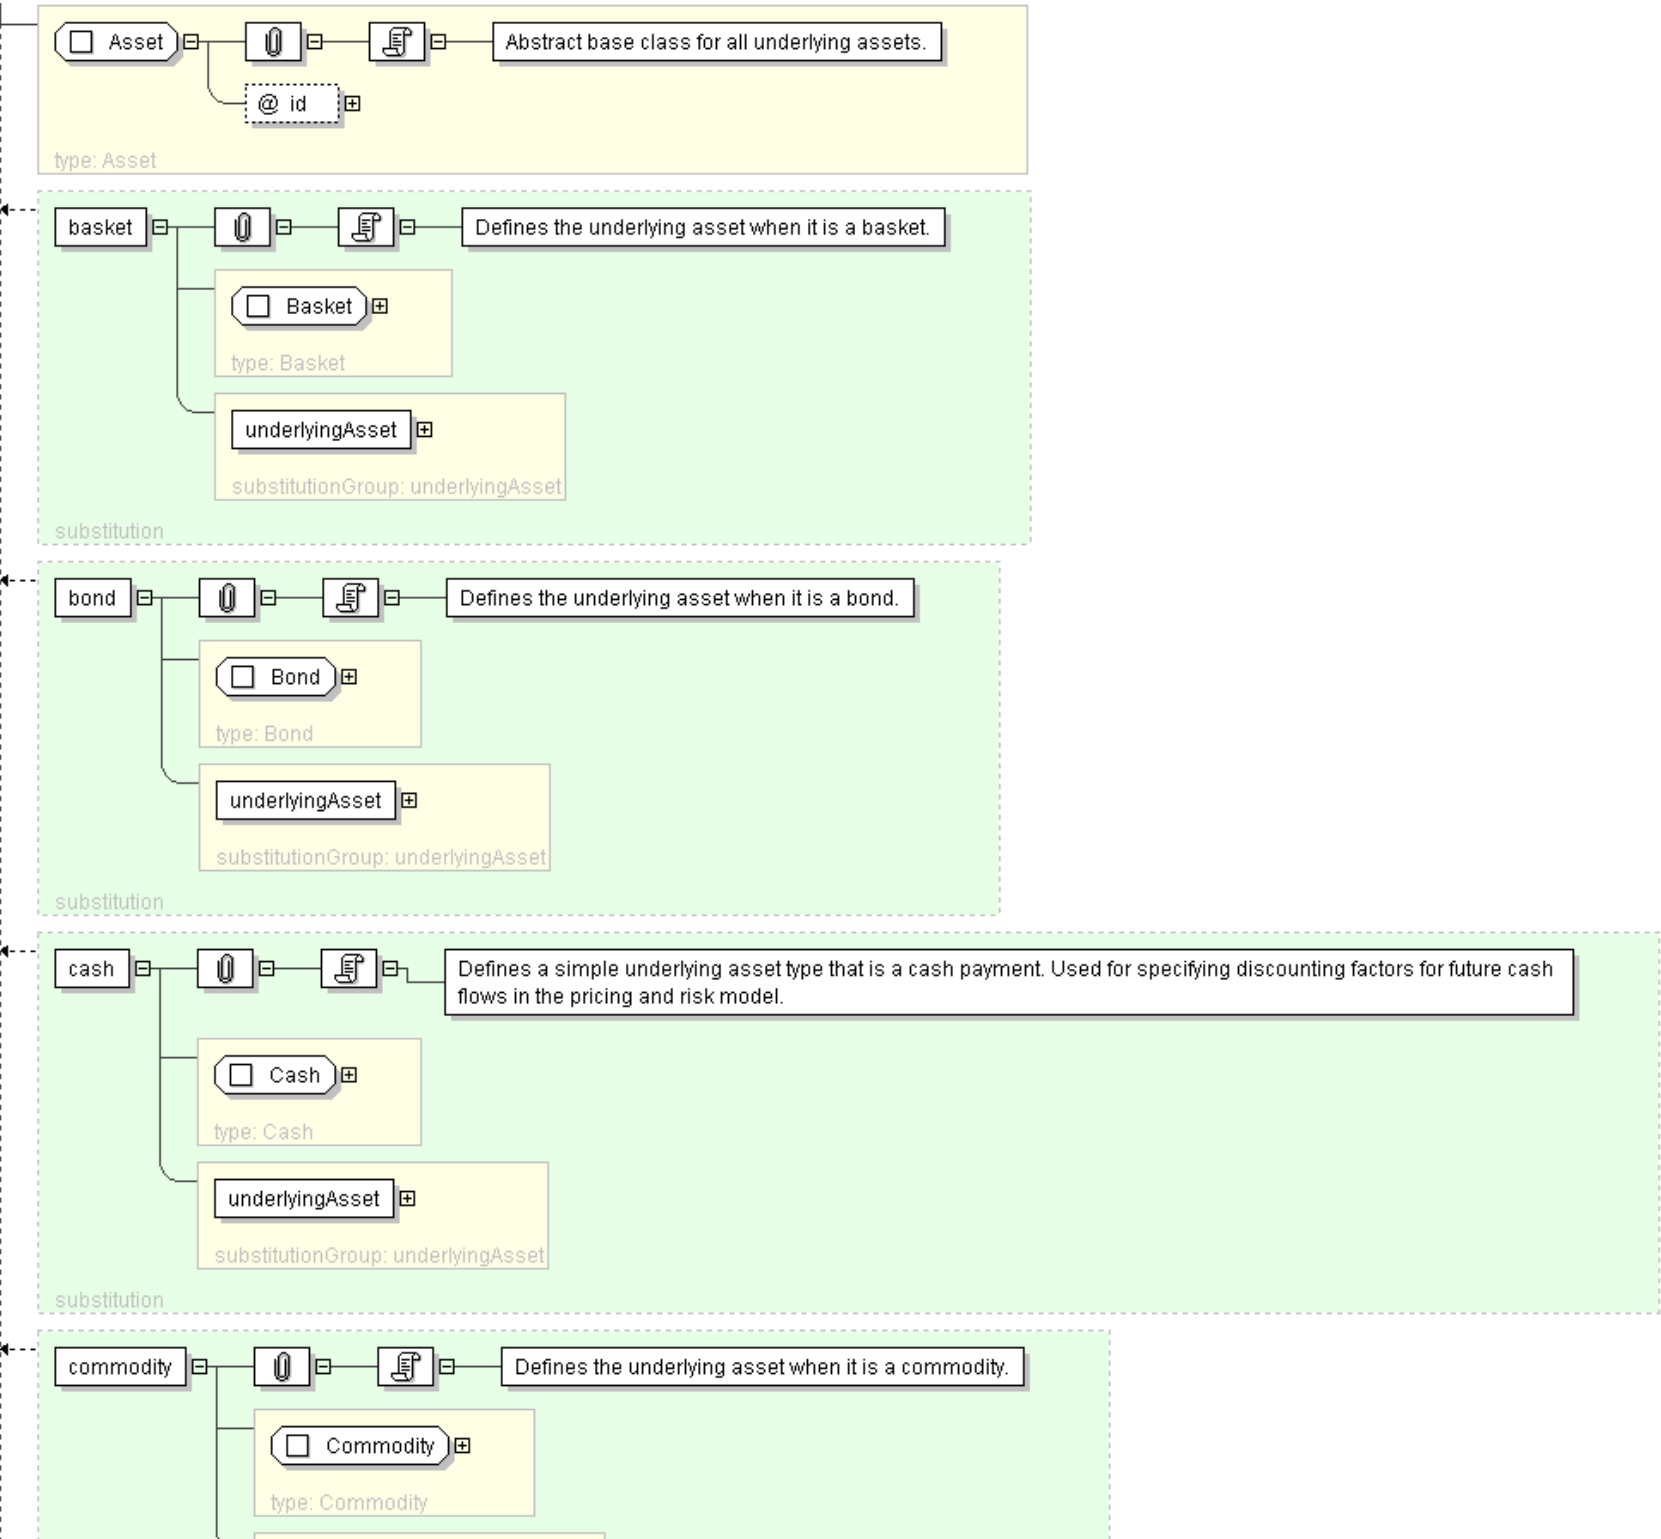 Asset
Abstract base class for all underlying assets.
@ id
type: Asset
basket
Defines the underlying asset when it is a basket.
Basket
type: Basket
underlyingAsset
substitutionGroup: underlyingAsset
substitution
bond
Defines the underlying asset when it is a bond.
Bond
type: Bond
underlyingAsset
substitutionGroup: underlyingAsset
substitution
cash
Defines a simple underlying asset type that is a cash payment. Used for specifying discounting factors for future cash
flows in the pricing and risk model.
Cash
type: Cash
underlyingAsset
substitutionGroup: underlyingAsset
substitution
commodity
Defines the underlying asset when it is a commodity.
Commodity
type: Commodity